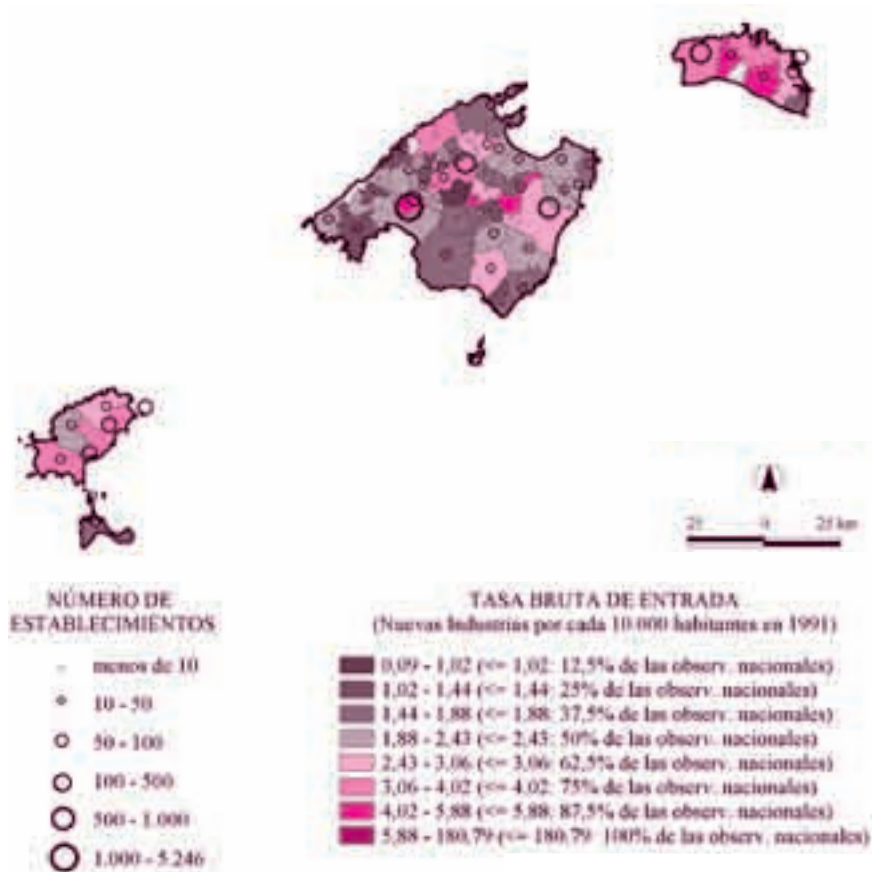 25 0 25 km
NÚMERO DE
ESTABLECIMIENTOS
menos de 10
10 - 50
50 - 100
100 - 500
500 - 1.000
1.000 - 5.246
TASA BRUTA DE ENTRADA
(Nuevas Industrias por cada 10.000 habitantes en 1991)
0,09 - 1,02 (<= 1,02: 12,5% de las observ. nacionales)
1,02 - 1,44 (<= 1,44: 25% de las observ. nacionales)
1,44 - 1,88 (<= 1,88: 37,5% de las observ. nacionales)
1,88 - 2,43 (<= 2,43: 50% de las observ. nacionales)
2,43 - 3,06 (<= 3,06: 62,5% de las observ. nacionales)
3,06 - 4,02 (<= 4,02: 75% de las observ. nacionales)
4,02 - 5,88 (<= 5,88: 87,5% de las observ. nacionales)
5,88 - 180,79 (<= 180,79: 100% de las observ. nacionales)